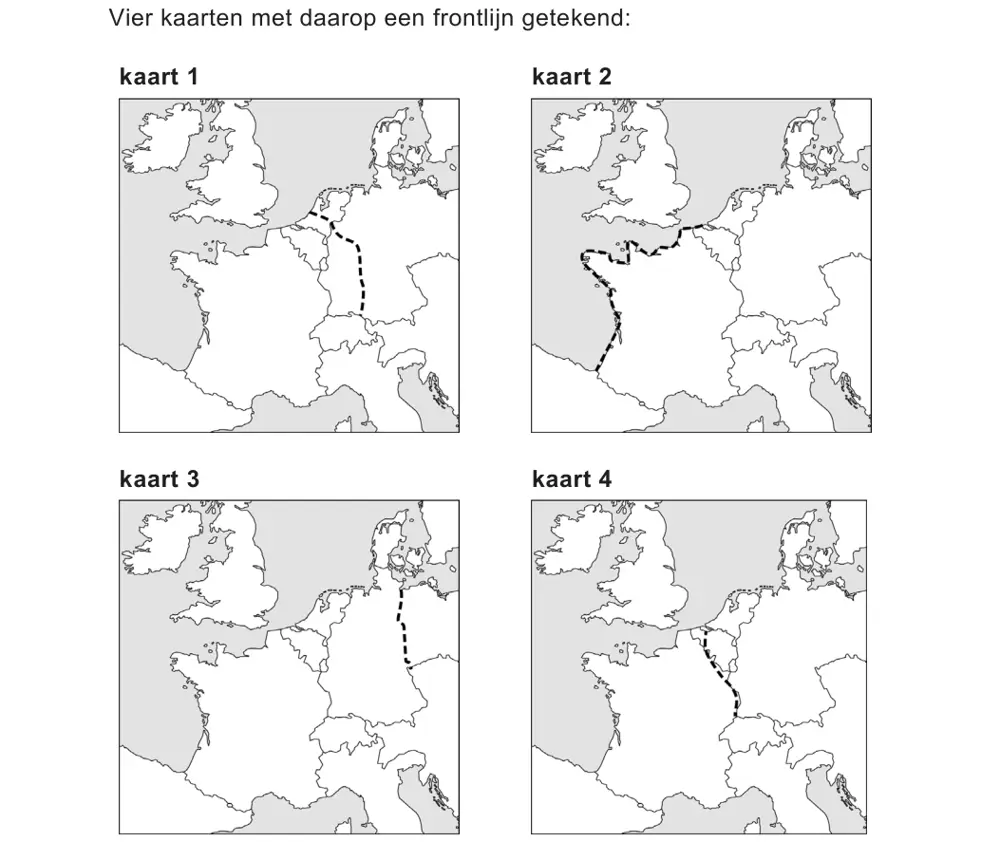 Vier kaarten met daarop een frontlijn getekend:
kaart 1
kaart 2
kaart 3
kaart 4